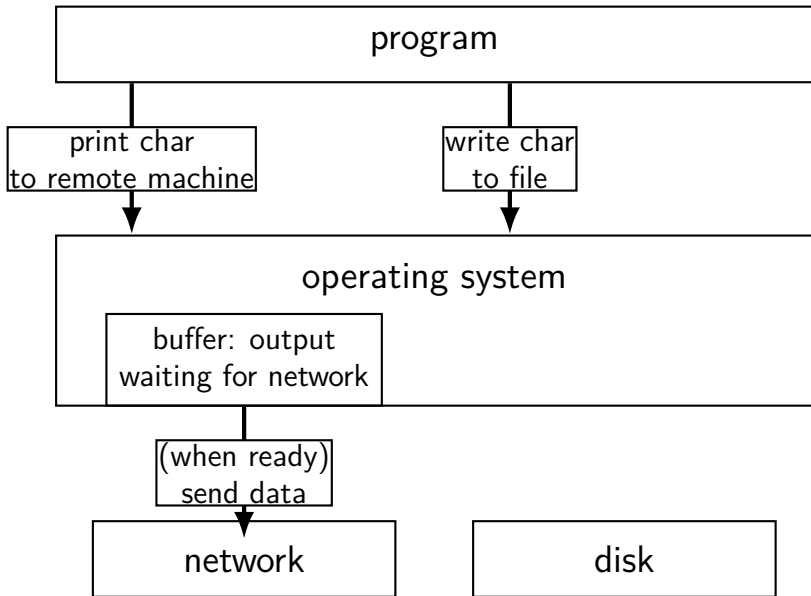 program
print char
to remote machine
write char
to file
operating system
buffer: output
waiting for network
(when ready)
send data
network
disk